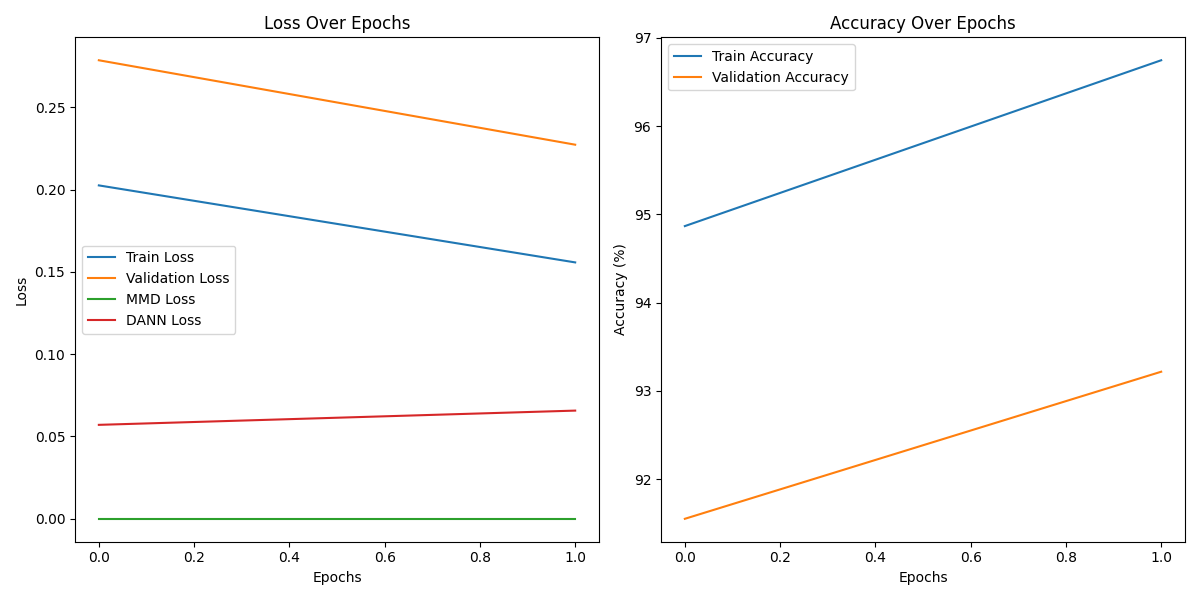 Loss Over Epochs
0.25
0.20
0.15
0.10
0.05
0.00
Loss
Train Loss
Validation Loss
MMD Loss
DANN Loss
0.0 0.2 0.4 0.6 0.8 1.0
Epochs
Accuracy Over Epochs
97
96
95
94
93
92
Accuracy (%)
Train Accuracy
Validation Accuracy
0.0 0.2 0.4 0.6 0.8 1.0
Epochs